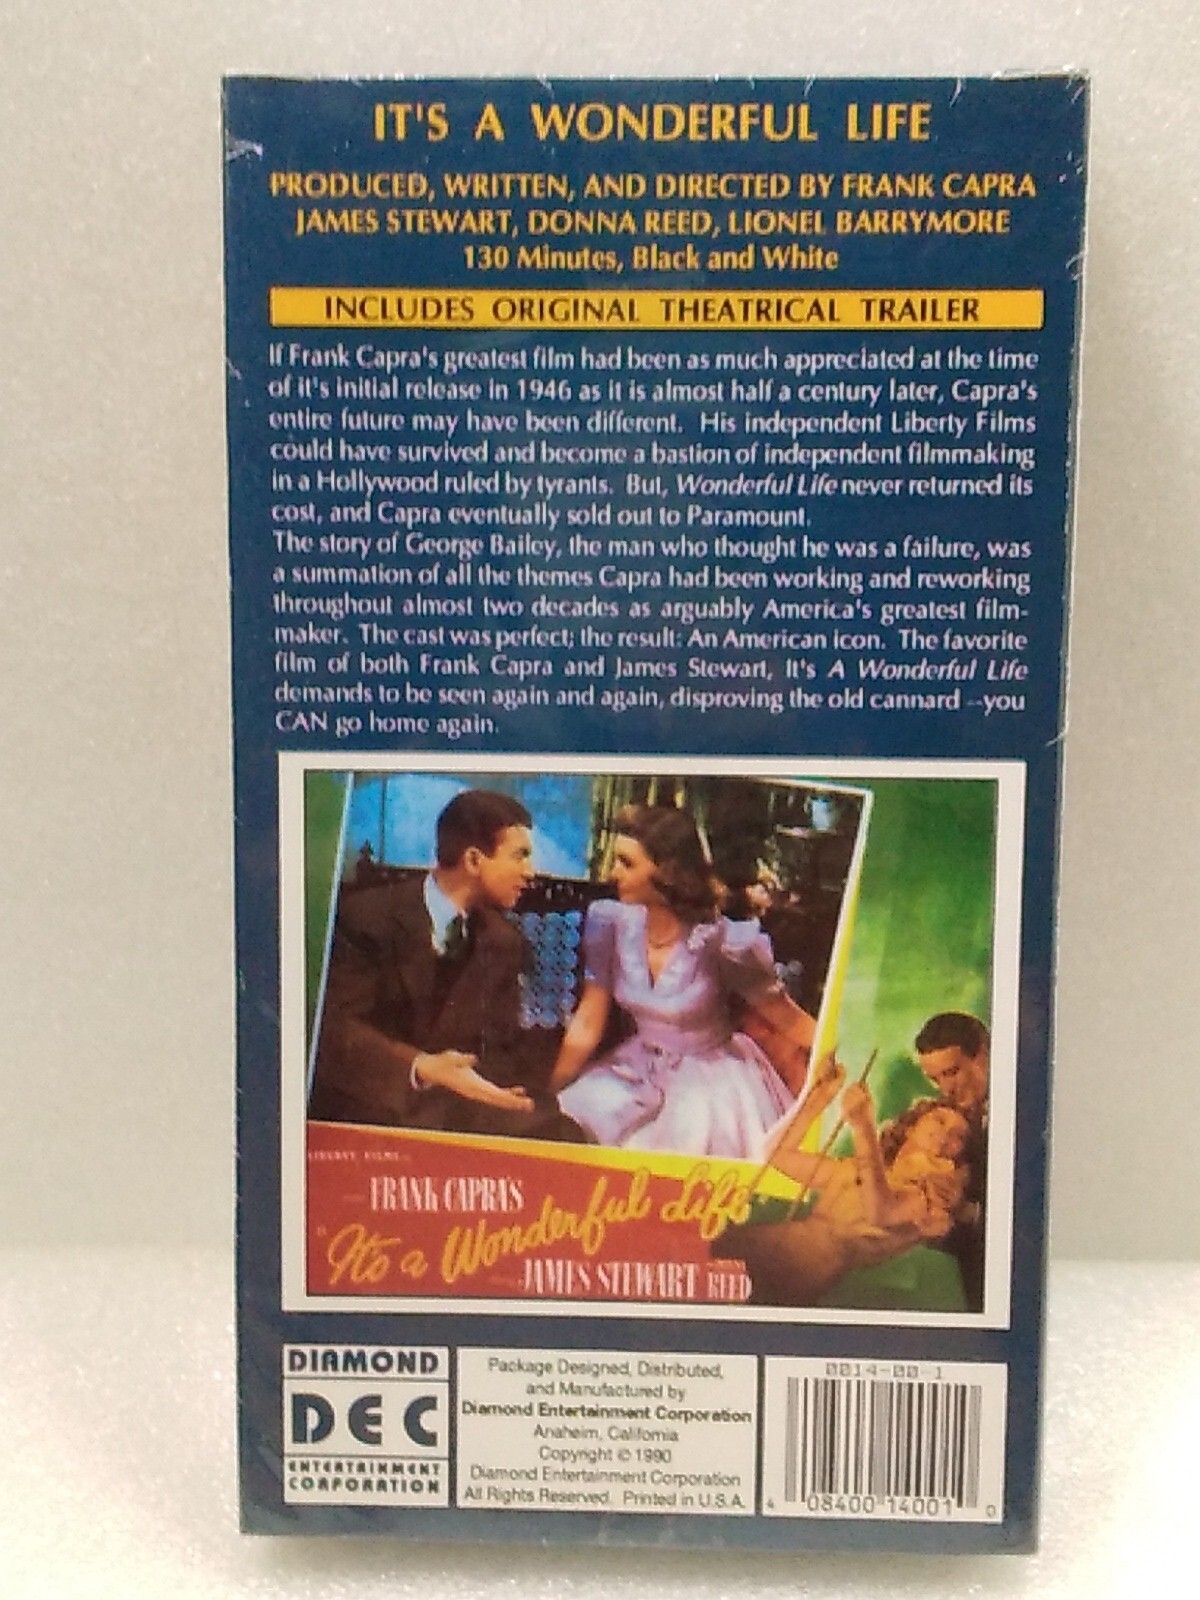 IT'S A WONDERFUL LIFE
PRODUCED, WRITTEN, AND DIRECTED BY FRANK CAPRA
JAMES STEWART, DONNA REED, LIONEL BARRYMORE
130 Minutes, Black and White
INCLUDES ORIGINAL THEATRICAL TRAILER
If Frank Capra's greatest film had been as much appreciated at the time
of it's initial release in 1946 as it is almost half a century later, Capra's
entire future may have been different. His independent Liberty Films
could have survived and become a bastion of independent filmmaking
in a Hollywood ruled by tyrants. But, Wonderful Life never returned its
cost, and Capra eventually sold out to Paramount.
The story of George Bailey, the man who thought he was a failure, was
a summation of all the themes Capra had been working and reworking
throughout almost two decades as arguably America's greatest film-
maker. The cast was perfect; the result: An American icon. The favorite
film of both Frank Capra and James Stewart, It's A Wonderful Life
demands to be seen again and again, disproving the old cannard --you
CAN go home again.
LIBERTY FILMS
FRANK CAPRA'S
It's a Wonderful Life
JAMES STEWART
REED
DIAMOND
DEC
ENTERTAINMENT
CORPORATION
Package Designed, Distributed,
and Manufactured by
Diamond Entertainment Corporation
Anaheim, California
Copyright © 1990
Diamond Entertainment Corporation
All Rights Reserved. Printed in U.S.A.
0014-00-1
4 08400 14001 0